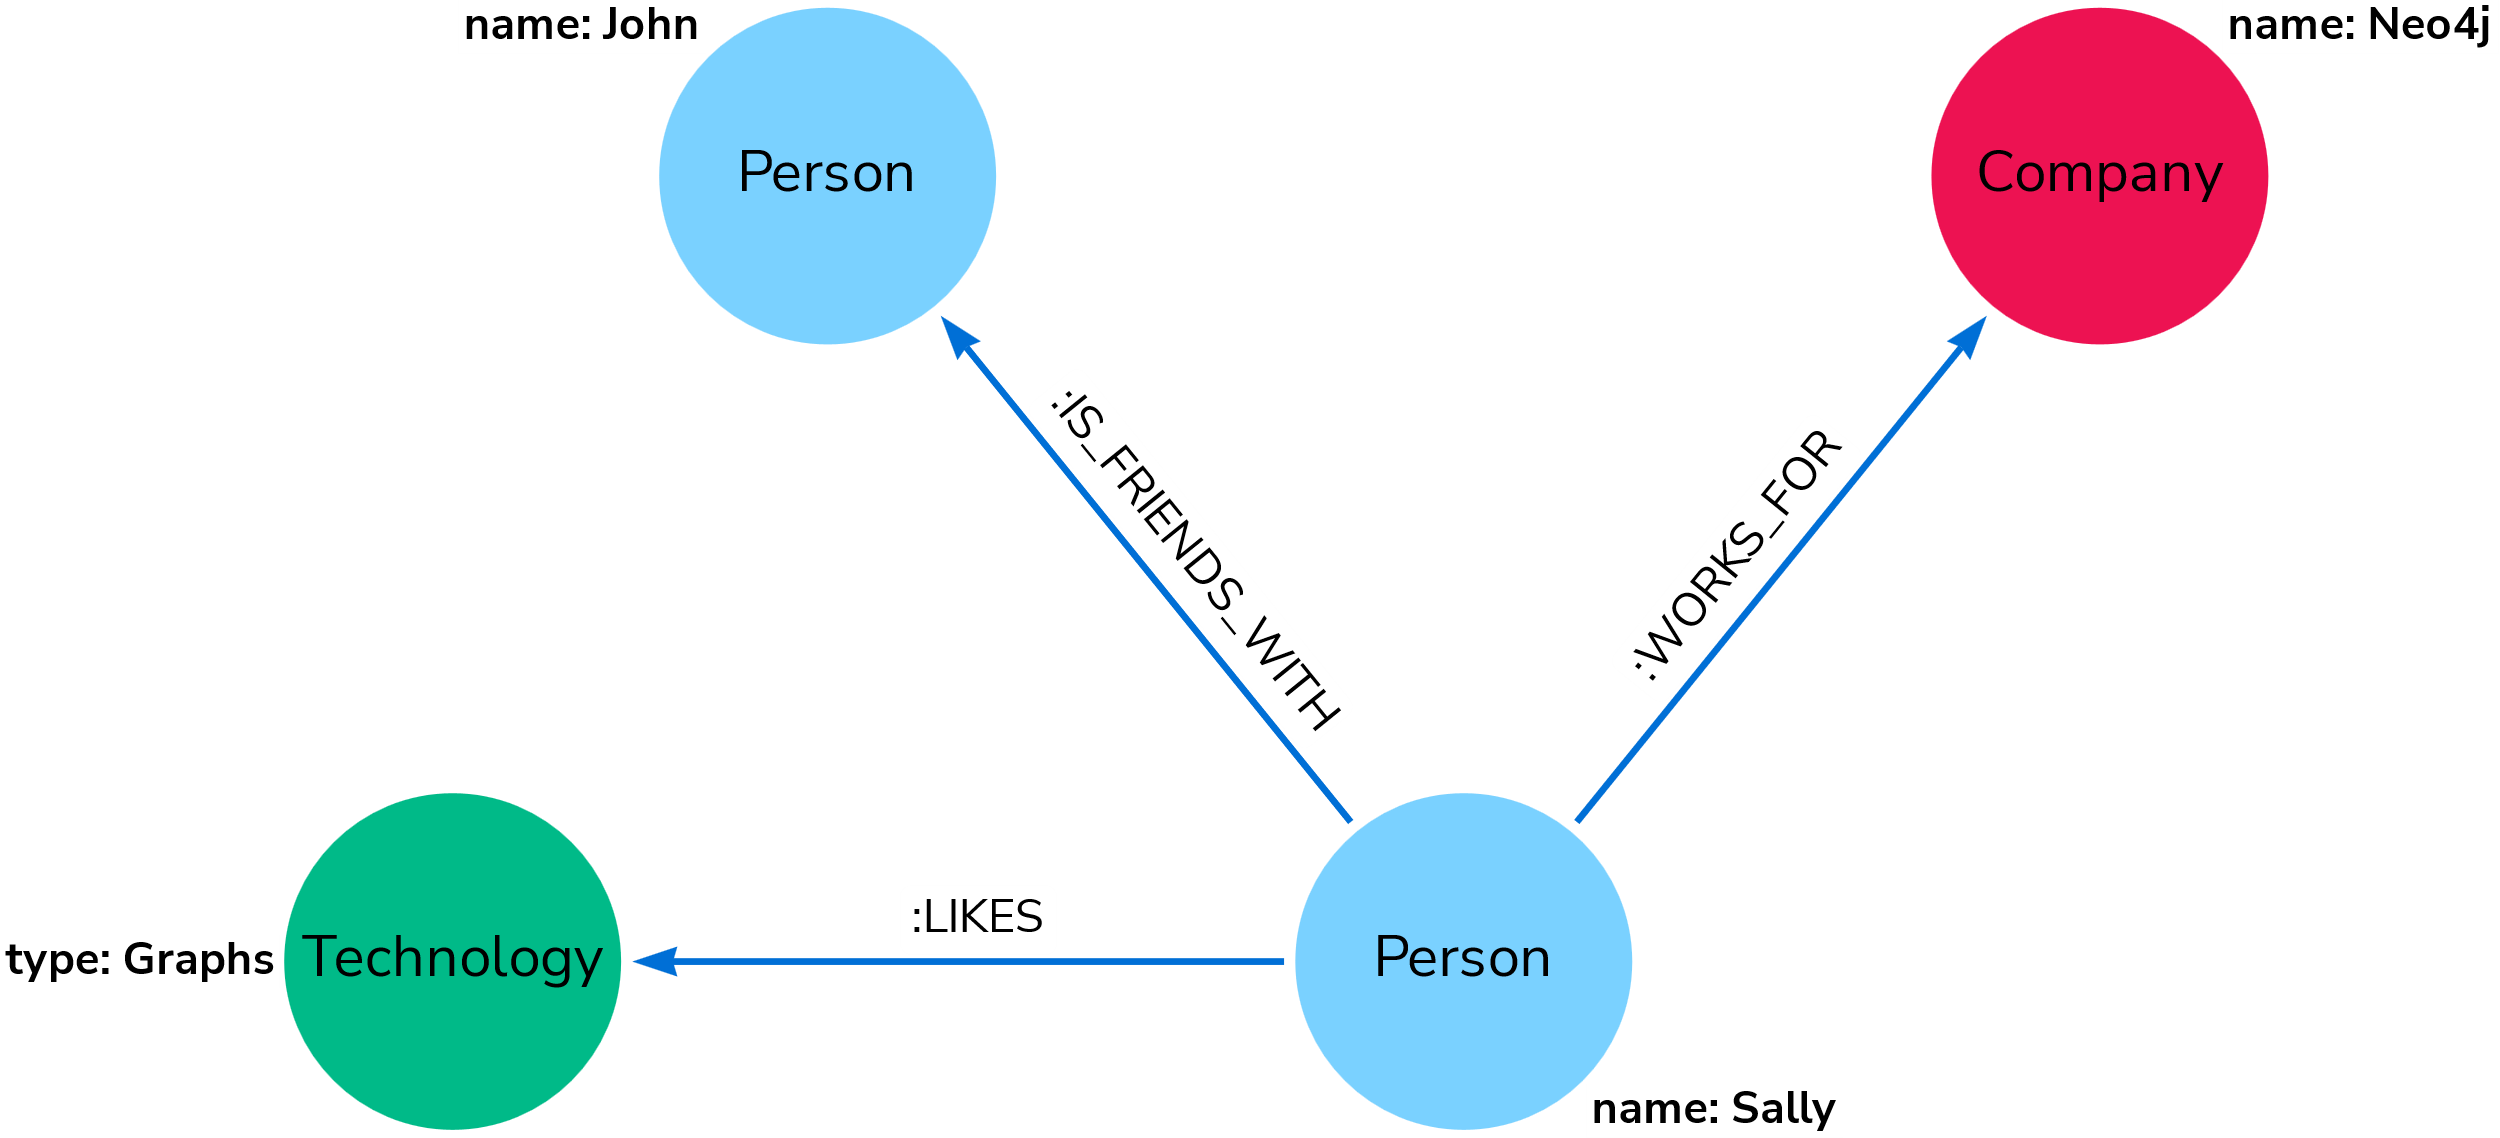 name: John
name: Neo4j
Person
Company
:IS_FRIENDS_WITH
:WORKS_FOR
:LIKES
type: Graphs
Technology
Person
name: Sally